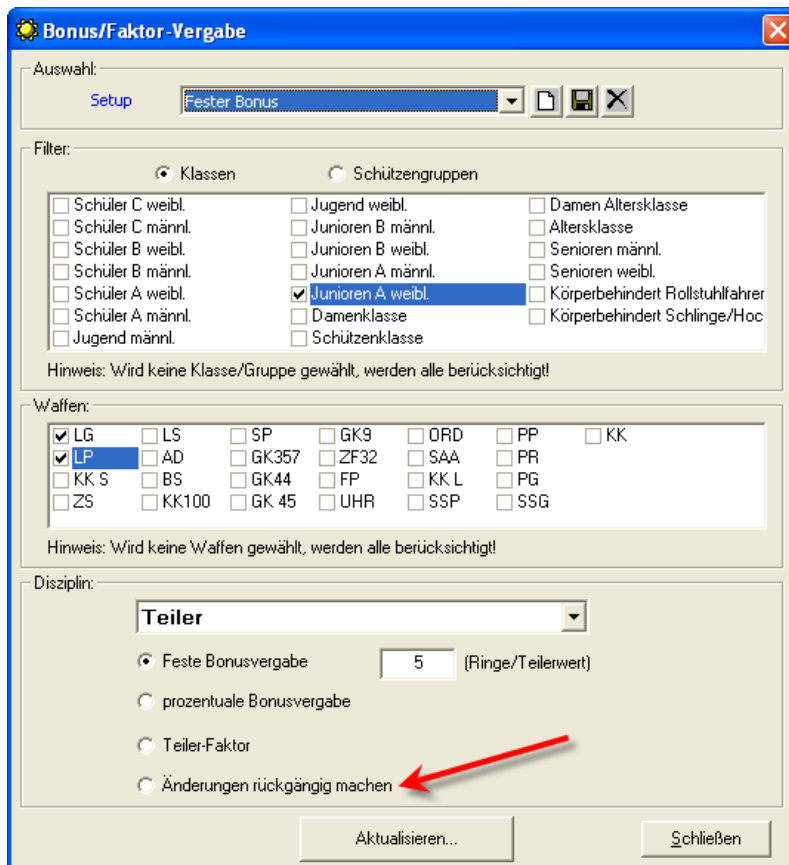 Bonus/Faktor-Vergabe
Auswahl:
Setup Fester Bonus
Filter:
Klassen Schützengruppen
Schüler C weibl. Jugend weibl. Damen Altersklasse
Schüler C männl. Junioren B männl. Altersklasse
Schüler B weibl. Junioren B weibl. Senioren männl.
Schüler B männl. Junioren A männl. Senioren weibl.
Schüler A weibl. Junioren A weibl. Körperbehindert Rollstuhlfahrer
Schüler A männl. Damenklasse Körperbehindert Schlinge/Hoc
Jugend männl. Schützenklasse
Hinweis: Wird keine Klasse/Gruppe gewählt, werden alle berücksichtigt!
Waffen:
LG LS SP GK9 ORD PP KK
LP AD GK357 ZF32 SAA PR
KK S BS GK44 FP KK L PG
ZS KK100 GK 45 UHR SSP SSG
Hinweis: Wird keine Waffen gewählt, werden alle berücksichtigt!
Disziplin:
Teiler
Feste Bonusvergabe 5 (Ringe/Teilerwert)
prozentuale Bonusvergabe
Teiler-Faktor
Änderungen rückgängig machen
Aktualisieren... Schließen